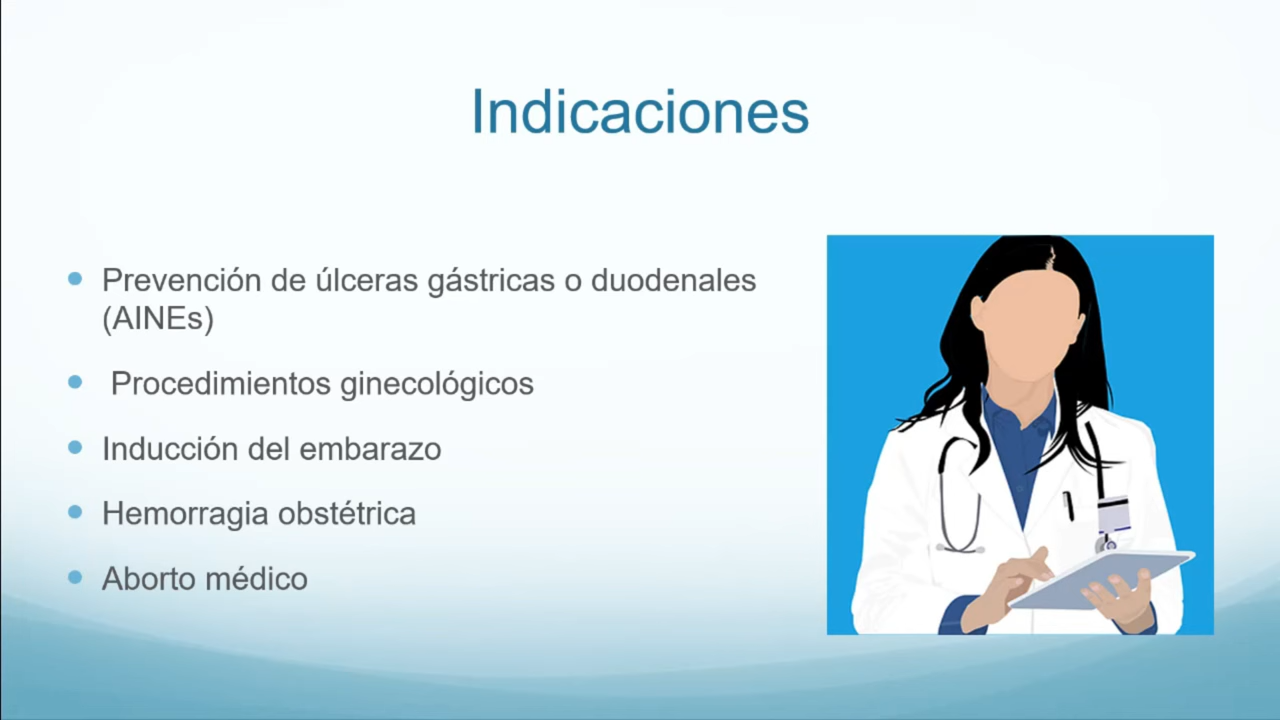 Indicaciones
Prevención de úlceras gástricas o duodenales
(AINEs)
Procedimientos ginecológicos
Inducción del embarazo
Hemorragia obstétrica
Aborto médico